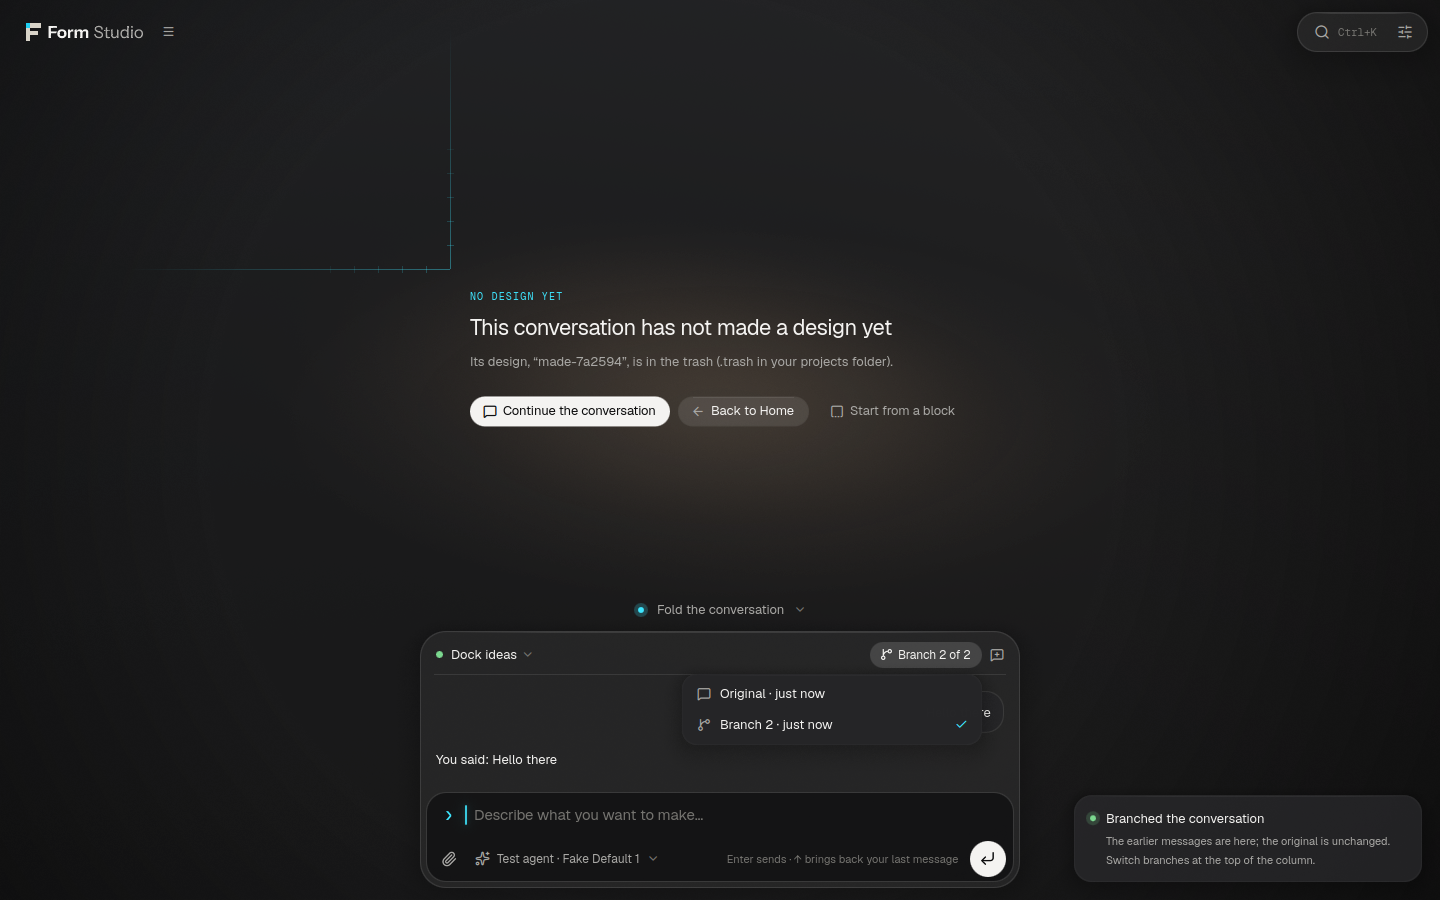 Form Studio
Ctrl+K
NO DESIGN YET
This conversation has not made a design yet
Its design, “made-7a2594”, is in the trash (.trash in your projects folder).
Continue the conversation
Back to Home
Start from a block
Fold the conversation
Dock ideas
Branch 2 of 2
Original · just now
Branch 2 · just now
You said: Hello there
Describe what you want to make…
Test agent · Fake Default 1
Enter sends · ↑ brings back your last message
Branched the conversation
The earlier messages are here; the original is unchanged.
Switch branches at the top of the column.